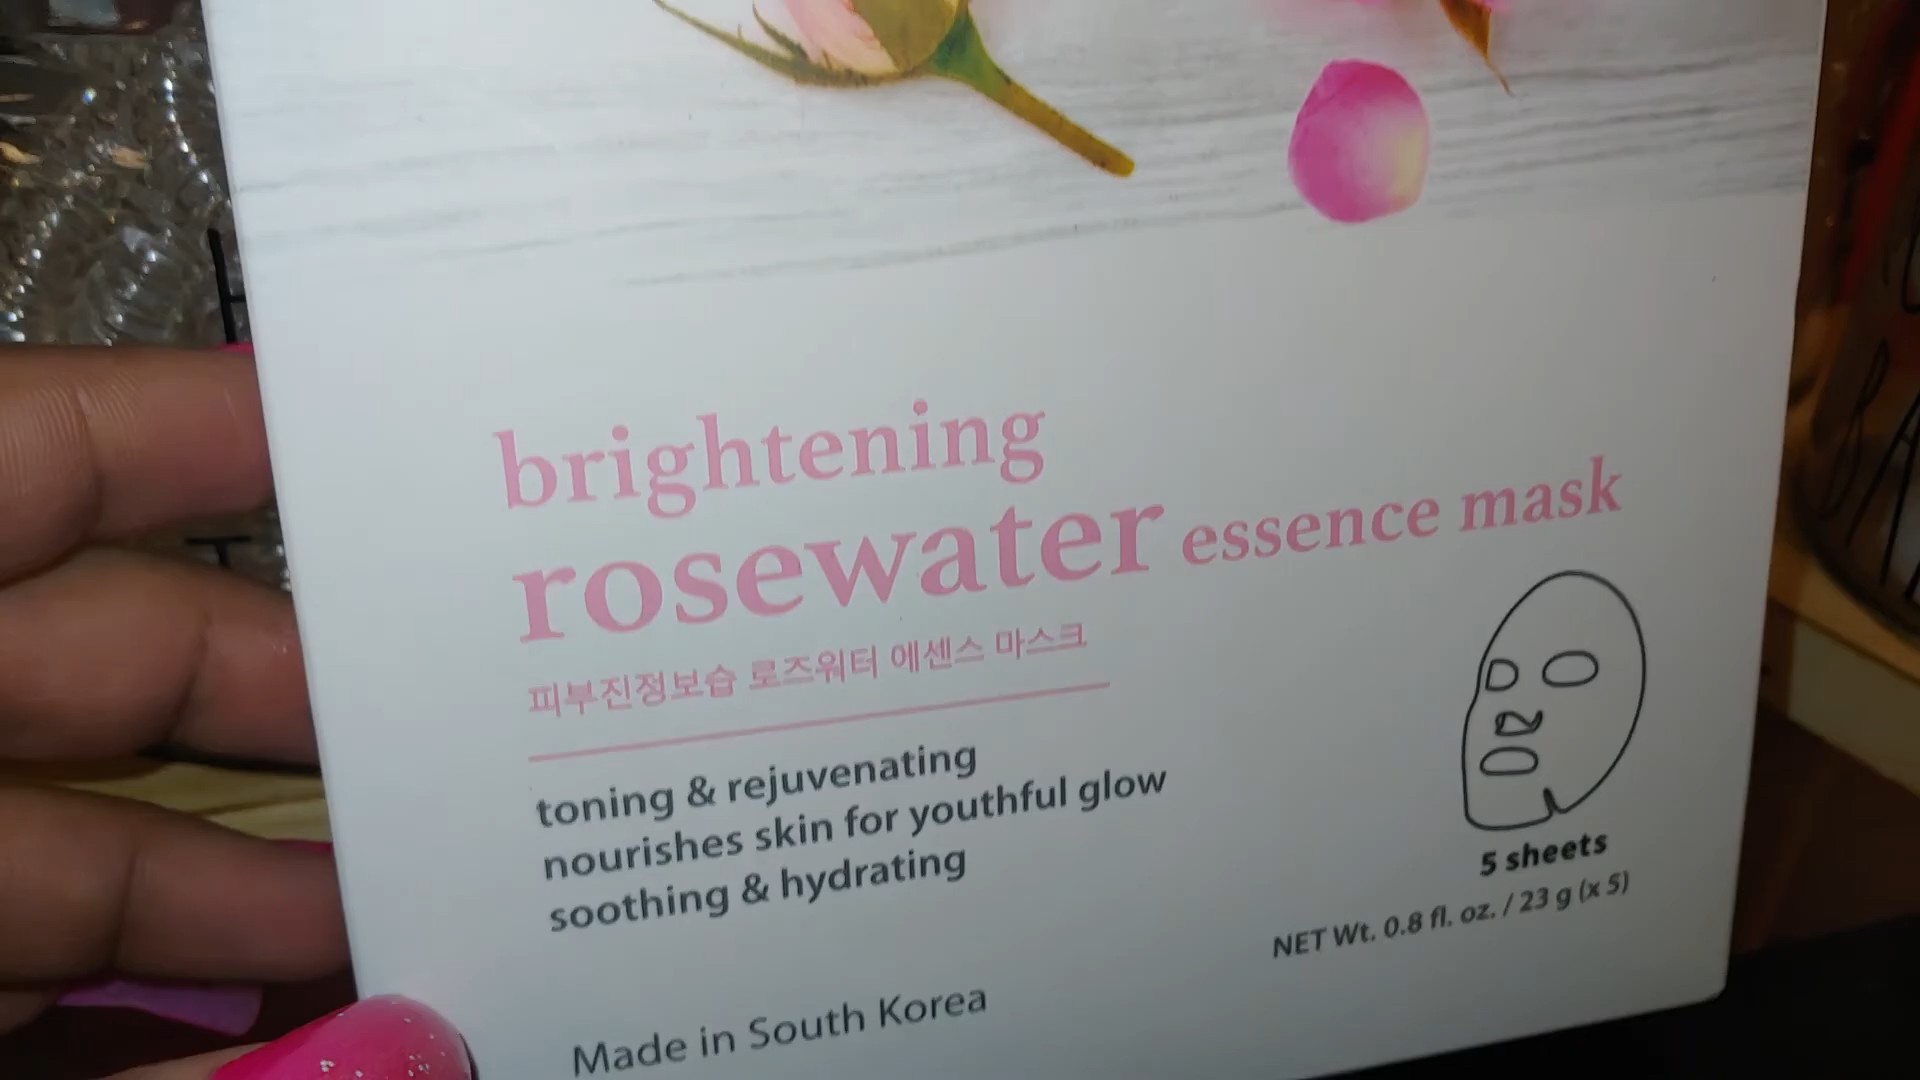 brightening
rosewater essence mask
피부진정보습 로즈워터 에센스 마스크
toning & rejuvenating
nourishes skin for youthful glow
soothing & hydrating
5 sheets
NET Wt. 0.8 fl. oz. / 23 g (x 5)
Made in South Korea